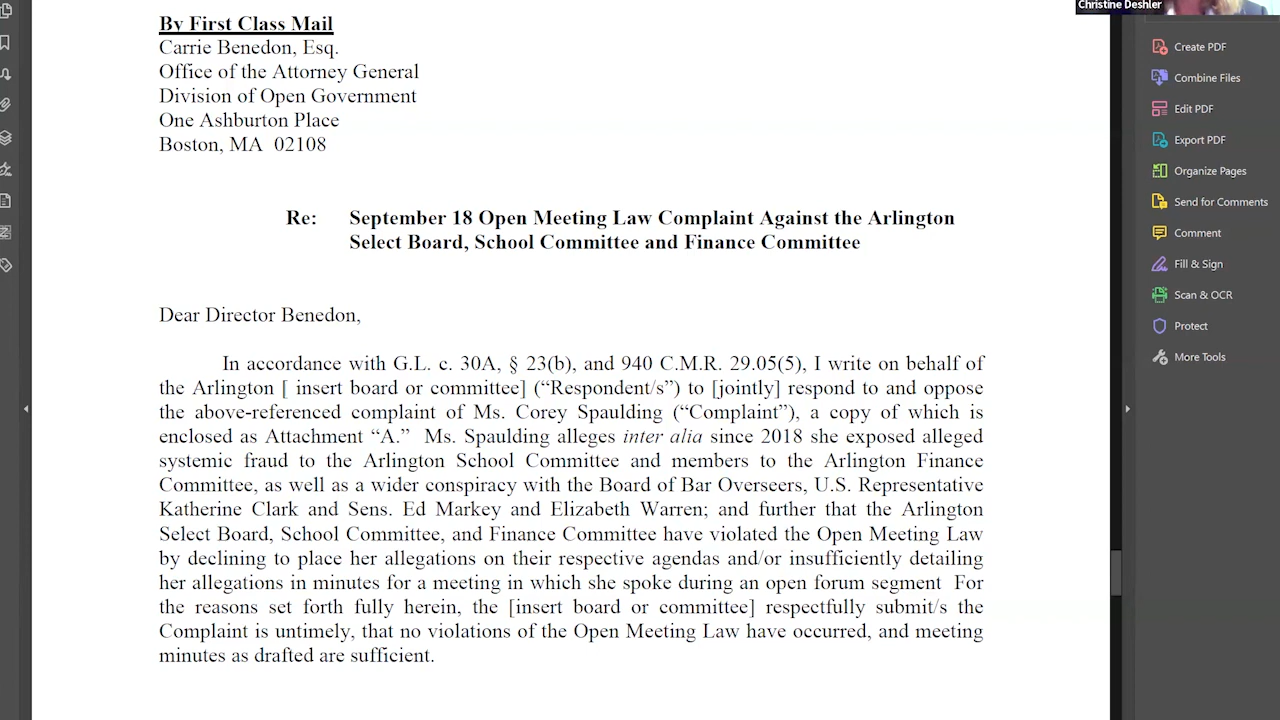 Christine Deshler
By First Class Mail
Carrie Benedon, Esq.
Office of the Attorney General
Division of Open Government
One Ashburton Place
Boston, MA 02108
Re: September 18 Open Meeting Law Complaint Against the Arlington
Select Board, School Committee and Finance Committee
Dear Director Benedon,
In accordance with G.L. c. 30A, § 23(b), and 940 C.M.R. 29.05(5), I write on behalf of
the Arlington [ insert board or committee] (“Respondent/s”) to [jointly] respond to and oppose
the above-referenced complaint of Ms. Corey Spaulding (“Complaint”), a copy of which is
enclosed as Attachment “A.” Ms. Spaulding alleges inter alia since 2018 she exposed alleged
systemic fraud to the Arlington School Committee and members to the Arlington Finance
Committee, as well as a wider conspiracy with the Board of Bar Overseers, U.S. Representative
Katherine Clark and Sens. Ed Markey and Elizabeth Warren; and further that the Arlington
Select Board, School Committee, and Finance Committee have violated the Open Meeting Law
by declining to place her allegations on their respective agendas and/or insufficiently detailing
her allegations in minutes for a meeting in which she spoke during an open forum segment For
the reasons set forth fully herein, the [insert board or committee] respectfully submit/s the
Complaint is untimely, that no violations of the Open Meeting Law have occurred, and meeting
minutes as drafted are sufficient.
Create PDF
Combine Files
Edit PDF
Export PDF
Organize Pages
Send for Comments
Comment
Fill & Sign
Scan & OCR
Protect
More Tools